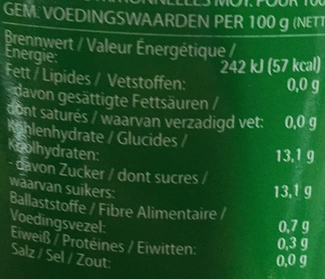 MOY. POUR 100
GEM. VOEDINGSWAARDEN PER 100 g (NETT
Brennwert / Valeur Énergétique /
Energie: 242 kJ (57 kcal)
Fett / Lipides / Vetstoffen: 0,0 g
davon gesättigte Fettsäuren /
dont saturés / waarvan verzadigd vet: 0,0 g
Kohlenhydrate / Glucides /
Koolhydraten: 13,1 g
- davon Zucker / dont sucres /
waarvan suikers: 13,1 g
Ballaststoffe / Fibre Alimentaire /
Voedingsvezel: 0,7 g
Eiweiß / Protéines / Eiwitten: 0,3 g
Salz / Sel / Zout: 0,0 g